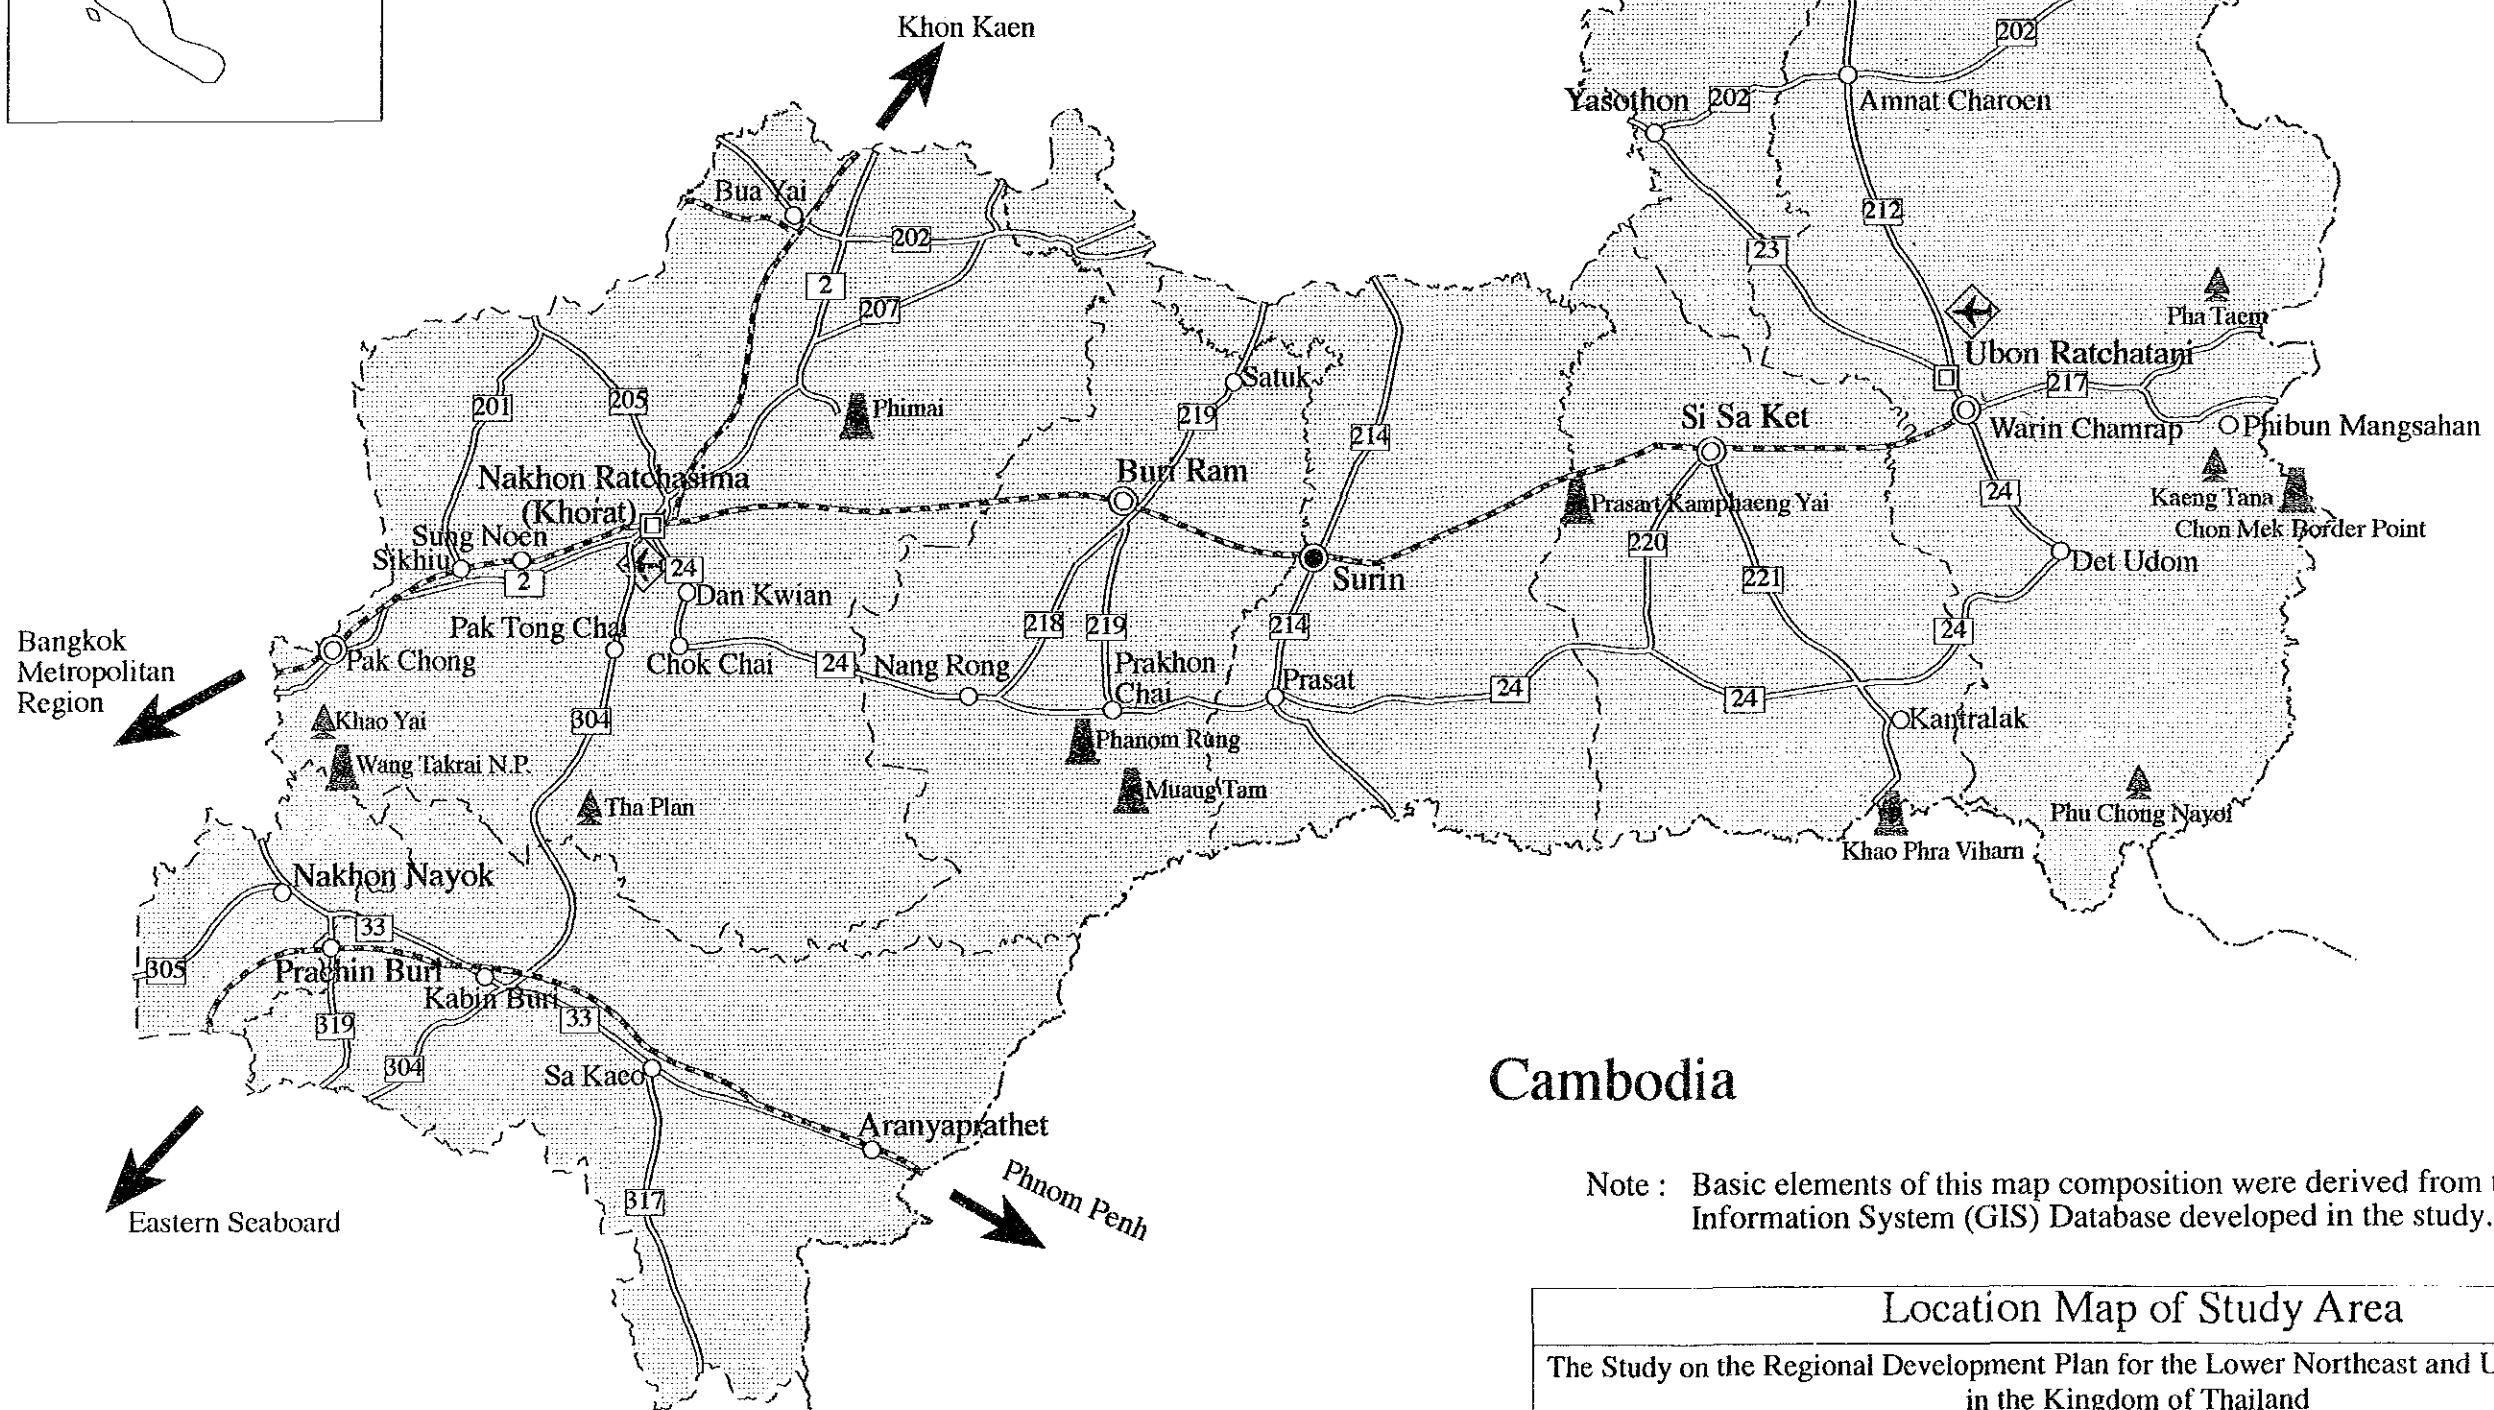 Khon Kaen
202
Yasothon
202
Amnat Charoen
Bua Yai
212
202
23
2
207
Pha Taem
Ubon Ratchatani
Satuk
217
201
205
Phimai
219
Si Sa Ket
214
Warin Chamrap
Phibun Mangsahan
Nakhon Ratchasima
(Khorat)
Buri Ram
24
Kaeng Tana
Prasart Kamphaeng Yai
Chon Mek Border Point
Sung Noen
Sikhiu
220
Det Udom
2
24
Surin
221
Dan Kwian
Pak Tong Chai
218
219
214
24
Bangkok
Metropolitan
Region
Pak Chong
Chok Chai
24
Nang Rong
Prakhon
Chai
Prasat
24
24
Khao Yai
304
Kantralak
Phanom Rung
Wang Takrai N.P.
Muaug Tam
Tha Plan
Phu Chong Nayoi
Khao Phra Viharn
Nakhon Nayok
33
305
Prachin Buri
Kabin Buri
319
33
304
Sa Kaeo
Cambodia
Aranyaprathet
Phnom Penh
317
Eastern Seaboard
Note : Basic elements of this map composition were derived from
Information System (GIS) Database developed in the study.
Location Map of Study Area
The Study on the Regional Development Plan for the Lower Northeast and
in the Kingdom of Thailand